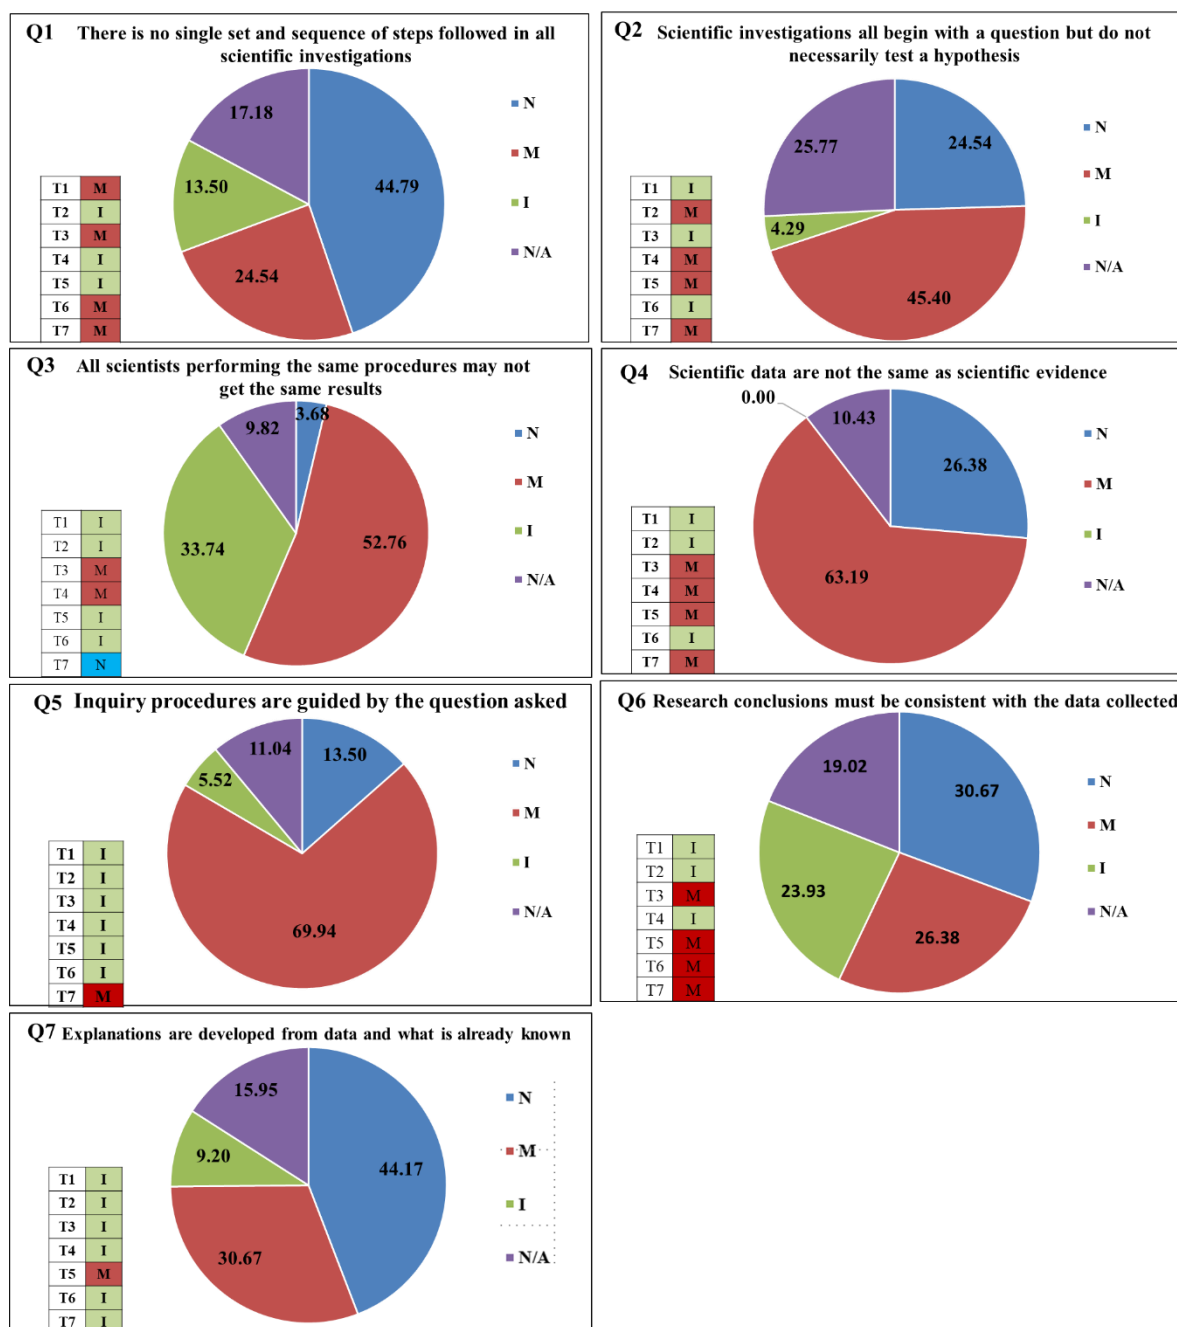 Q1 There is no single set and sequence of steps followed in all
scientific investigations
17.18
44.79
13.50
24.54
N
M
I
N/A
T1 M
T2 I
T3 M
T4 I
T5 I
T6 M
T7 M
Q2 Scientific investigations all begin with a question but do not
necessarily test a hypothesis
25.77
24.54
4.29
45.40
N
M
I
N/A
T1 I
T2 M
T3 I
T4 M
T5 M
T6 I
T7 M
Q3 All scientists performing the same procedures may not
get the same results
9.82
3.68
33.74
52.76
N
M
I
N/A
T1 I
T2 I
T3 M
T4 M
T5 I
T6 I
T7 N
Q4 Scientific data are not the same as scientific evidence
0.00
10.43
26.38
63.19
N
M
I
N/A
T1 I
T2 I
T3 M
T4 M
T5 M
T6 I
T7 M
Q5 Inquiry procedures are guided by the question asked
11.04
13.50
5.52
69.94
N
M
I
N/A
T1 I
T2 I
T3 I
T4 I
T5 I
T6 I
T7 M
Q6 Research conclusions must be consistent with the data collected
19.02
30.67
23.93
26.38
N
M
I
N/A
T1 I
T2 I
T3 M
T4 I
T5 M
T6 M
T7 M
Q7 Explanations are developed from data and what is already known
15.95
44.17
9.20
30.67
N
M
I
N/A
T1 I
T2 I
T3 I
T4 I
T5 M
T6 I
T7 I